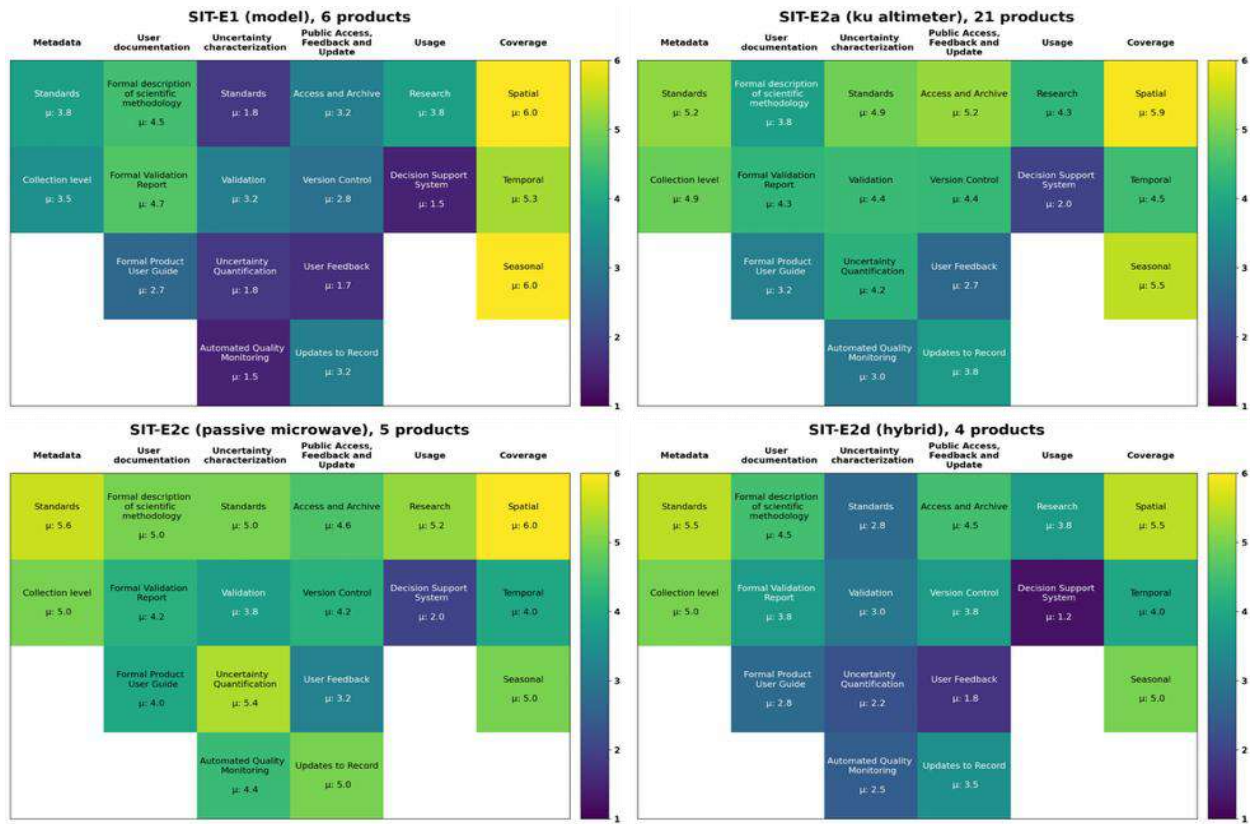 SIT-E1 (model), 6 products
Metadata
User
documentation
Uncertainty
characterization
Public Access,
Feedback and
Update
Usage
Coverage
Standards
μ: 3.8
Formal description
of scientific
methodology
μ: 4.5
Standards
μ: 1.8
Access and Archive
μ: 3.2
Research
μ: 3.8
Spatial
μ: 6.0
Collection level
μ: 3.5
Formal Validation
Report
μ: 4.7
Validation
μ: 3.2
Version Control
μ: 2.8
Decision Support
System
μ: 1.5
Temporal
μ: 5.3
Formal Product
User Guide
μ: 2.7
Uncertainty
Quantification
μ: 1.8
User Feedback
μ: 1.7
Seasonal
μ: 6.0
Automated Quality
Monitoring
μ: 1.5
Updates to Record
μ: 3.2
6
5
4
3
2
1
SIT-E2a (ku altimeter), 21 products
Metadata
User
documentation
Uncertainty
characterization
Public Access,
Feedback and
Update
Usage
Coverage
Standards
μ: 5.2
Formal description
of scientific
methodology
μ: 3.8
Standards
μ: 4.9
Access and Archive
μ: 5.2
Research
μ: 4.3
Spatial
μ: 5.9
Collection level
μ: 4.9
Formal Validation
Report
μ: 4.3
Validation
μ: 4.4
Version Control
μ: 4.4
Decision Support
System
μ: 2.0
Temporal
μ: 4.5
Formal Product
User Guide
μ: 3.2
Uncertainty
Quantification
μ: 4.2
User Feedback
μ: 2.7
Seasonal
μ: 5.5
Automated Quality
Monitoring
μ: 3.0
Updates to Record
μ: 3.8
6
5
4
3
2
1
SIT-E2c (passive microwave), 5 products
Metadata
User
documentation
Uncertainty
characterization
Public Access,
Feedback and
Update
Usage
Coverage
Standards
μ: 5.6
Formal description
of scientific
methodology
μ: 5.0
Standards
μ: 5.0
Access and Archive
μ: 4.6
Research
μ: 5.2
Spatial
μ: 6.0
Collection level
μ: 5.0
Formal Validation
Report
μ: 4.2
Validation
μ: 3.8
Version Control
μ: 4.2
Decision Support
System
μ: 2.0
Temporal
μ: 4.0
Formal Product
User Guide
μ: 4.0
Uncertainty
Quantification
μ: 5.4
User Feedback
μ: 3.2
Seasonal
μ: 5.0
Automated Quality
Monitoring
μ: 4.4
Updates to Record
μ: 5.0
6
5
4
3
2
1
SIT-E2d (hybrid), 4 products
Metadata
User
documentation
Uncertainty
characterization
Public Access,
Feedback and
Update
Usage
Coverage
Standards
μ: 5.5
Formal description
of scientific
methodology
μ: 4.5
Standards
μ: 2.8
Access and Archive
μ: 4.5
Research
μ: 3.8
Spatial
μ: 5.5
Collection level
μ: 5.0
Formal Validation
Report
μ: 3.8
Validation
μ: 3.0
Version Control
μ: 3.8
Decision Support
System
μ: 1.2
Temporal
μ: 4.0
Formal Product
User Guide
μ: 2.8
Uncertainty
Quantification
μ: 2.2
User Feedback
μ: 1.8
Seasonal
μ: 5.0
Automated Quality
Monitoring
μ: 2.5
Updates to Record
μ: 3.5
6
5
4
3
2
1